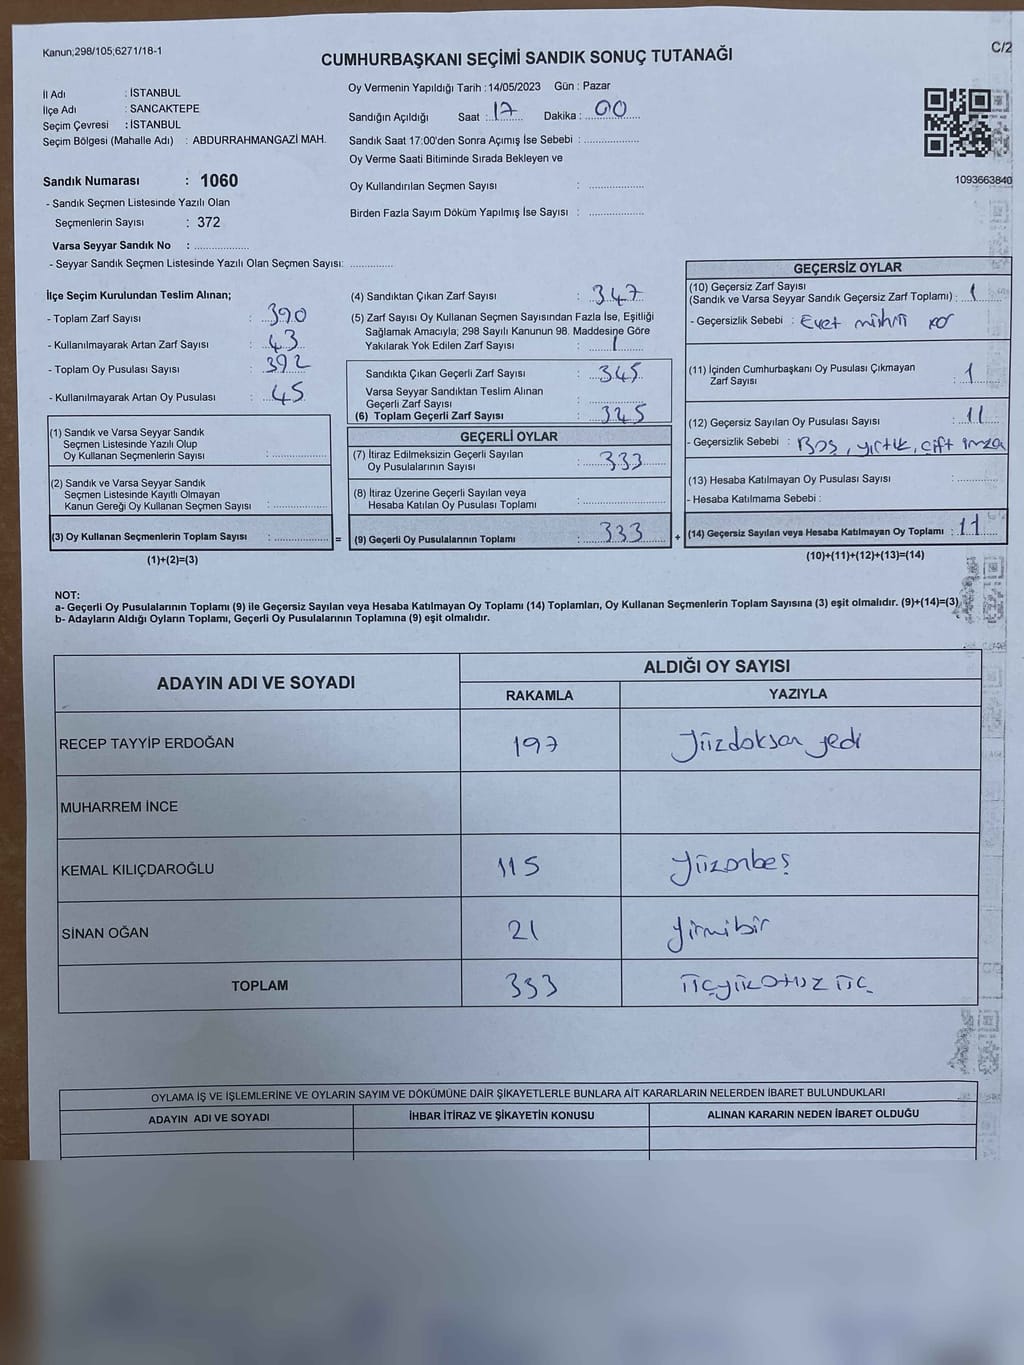 Kanun;298/105;6271/18-1
C/2
CUMHURBAŞKANI SEÇİMİ SANDIK SONUÇ TUTANAĞI
İl Adı : İSTANBUL
İlçe Adı : SANCAKTEPE
Seçim Çevresi : İSTANBUL
Seçim Bölgesi (Mahalle Adı) : ABDURRAHMANGAZİ MAH.
Oy Vermenin Yapıldığı Tarih : 14/05/2023 Gün : Pazar
Sandığın Açıldığı Saat : 17 Dakika : 00
Sandık Saat 17:00'den Sonra Açımış İse Sebebi :
Oy Verme Saati Bitiminde Sırada Bekleyen ve
Oy Kullandırılan Seçmen Sayısı :
Birden Fazla Sayım Döküm Yapılmış İse Sayısı :
1093663840
Sandık Numarası : 1060
- Sandık Seçmen Listesinde Yazılı Olan
Seçmenlerin Sayısı : 372
Varsa Seyyar Sandık No :
- Seyyar Sandık Seçmen Listesinde Yazılı Olan Seçmen Sayısı:
İlçe Seçim Kurulundan Teslim Alınan;
- Toplam Zarf Sayısı : 390
- Kullanılmayarak Artan Zarf Sayısı : 43
- Toplam Oy Pusulası Sayısı : 392
- Kullanılmayarak Artan Oy Pusulası : 45
(1) Sandık ve Varsa Seyyar Sandık
Seçmen Listesinde Yazılı Olup
Oy Kullanan Seçmenlerin Sayısı :
(2) Sandık ve Varsa Seyyar Sandık
Seçmen Listesinde Kayıtlı Olmayan
Kanun Gereği Oy Kullanan Seçmen Sayısı :
(3) Oy Kullanan Seçmenlerin Toplam Sayısı : =
(1)+(2)=(3)
(4) Sandıktan Çıkan Zarf Sayısı : 347
(5) Zarf Sayısı Oy Kullanan Seçmen Sayısından Fazla İse, Eşitliği
Sağlamak Amacıyla; 298 Sayılı Kanunun 98. Maddesine Göre
Yakılarak Yok Edilen Zarf Sayısı : 1
Sandıkta Çıkan Geçerli Zarf Sayısı : 345
Varsa Seyyar Sandıktan Teslim Alınan
Geçerli Zarf Sayısı :
(6) Toplam Geçerli Zarf Sayısı : 345
GEÇERLİ OYLAR
(7) İtiraz Edilmeksizin Geçerli Sayılan
Oy Pusulalarının Sayısı : 333
(8) İtiraz Üzerine Geçerli Sayılan veya
Hesaba Katılan Oy Pusulası Toplamı :
(9) Geçerli Oy Pusulalarının Toplamı : 333 +
GEÇERSİZ OYLAR
(10) Geçersiz Zarf Sayısı
(Sandık ve Varsa Seyyar Sandık Geçersiz Zarf Toplamı) : 1
- Geçersizlik Sebebi : Evet mührü
(11) İçinden Cumhurbaşkanı Oy Pusulası Çıkmayan
Zarf Sayısı : 1
(12) Geçersiz Sayılan Oy Pusulası Sayısı : 11
- Geçersizlik Sebebi : Boş, yırtık, çift imza
(13) Hesaba Katılmayan Oy Pusulası Sayısı :
- Hesaba Katılmama Sebebi :
(14) Geçersiz Sayılan veya Hesaba Katılmayan Oy Toplamı : 11
(10)+(11)+(12)+(13)=(14)
NOT:
a- Geçerli Oy Pusulalarının Toplamı (9) ile Geçersiz Sayılan veya Hesaba Katılmayan Oy Toplamı (14) Toplamları, Oy Kullanan Seçmenlerin Toplam Sayısına (3) eşit olmalıdır. (9)+(14)=(3)
b- Adayların Aldığı Oyların Toplamı, Geçerli Oy Pusulalarının Toplamına (9) eşit olmalıdır.
ADAYIN ADI VE SOYADI
ALDIĞI OY SAYISI
RAKAMLA YAZIYLA
RECEP TAYYİP ERDOĞAN 197 Yüzdoksan yedi
MUHARREM İNCE
KEMAL KILIÇDAROĞLU 115 Yüzonbeş
SİNAN OĞAN 21 Yirmibir
TOPLAM 333 üçyüzotuz üç
OYLAMA İŞ VE İŞLEMLERİNE VE OYLARIN SAYIM VE DÖKÜMÜNE DAİR ŞİKAYETLERLE BUNLARA AİT KARARLARIN NELERDEN İBARET BULUNDUKLARI
ADAYIN ADI VE SOYADI İHBAR İTİRAZ VE ŞİKAYETİN KONUSU ALINAN KARARIN NEDEN İBARET OLDUĞU